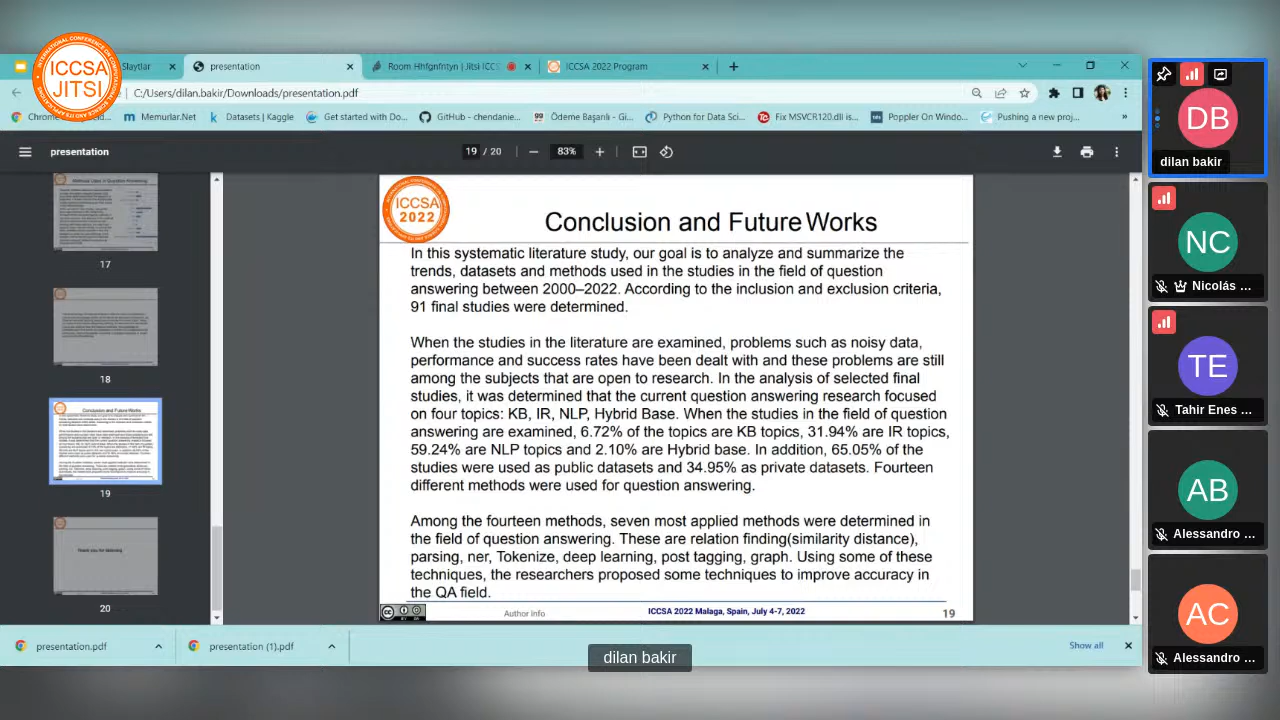 ICCSA
JITSI
Slaytlar
presentation
Room Hhfgnfntyn | Jitsi ICCS
ICCSA 2022 Program
C:/Users/dilan.bakir/Downloads/presentation.pdf
Chrome
Memurlar.Net
Datasets | Kaggle
Get started with Do...
GitHub - chendanie...
Ödeme Başarılı - Gi...
Python for Data Sci...
Fix MSVCR120.dll is...
Poppler On Windo...
Pushing a new proj...
»
presentation
19 / 20
83%
17
18
Conclusion and Future Works
19
Thank you for listening
20
ICCSA
2022
Conclusion and Future Works
In this systematic literature study, our goal is to analyze and summarize the
trends, datasets and methods used in the studies in the field of question
answering between 2000–2022. According to the inclusion and exclusion criteria,
91 final studies were determined.
When the studies in the literature are examined, problems such as noisy data,
performance and success rates have been dealt with and these problems are still
among the subjects that are open to research. In the analysis of selected final
studies, it was determined that the current question answering research focused
on four topics: KB, IR, NLP, Hybrid Base. When the studies in the field of question
answering are examined, 6.72% of the topics are KB topics, 31.94% are IR topics,
59.24% are NLP topics and 2.10% are Hybrid base. In addition, 65.05% of the
studies were used as public datasets and 34.95% as private datasets. Fourteen
different methods were used for question answering.
Among the fourteen methods, seven most applied methods were determined in
the field of question answering. These are relation finding(similarity distance),
parsing, ner, Tokenize, deep learning, post tagging, graph. Using some of these
techniques, the researchers proposed some techniques to improve accuracy in
the QA field.
Author Info
ICCSA 2022 Malaga, Spain, July 4-7, 2022
19
presentation.pdf
presentation (1).pdf
Show all
dilan bakir
DB
dilan bakir
NC
Nicolás ...
TE
Tahir Enes ...
AB
Alessandro ...
AC
Alessandro ...